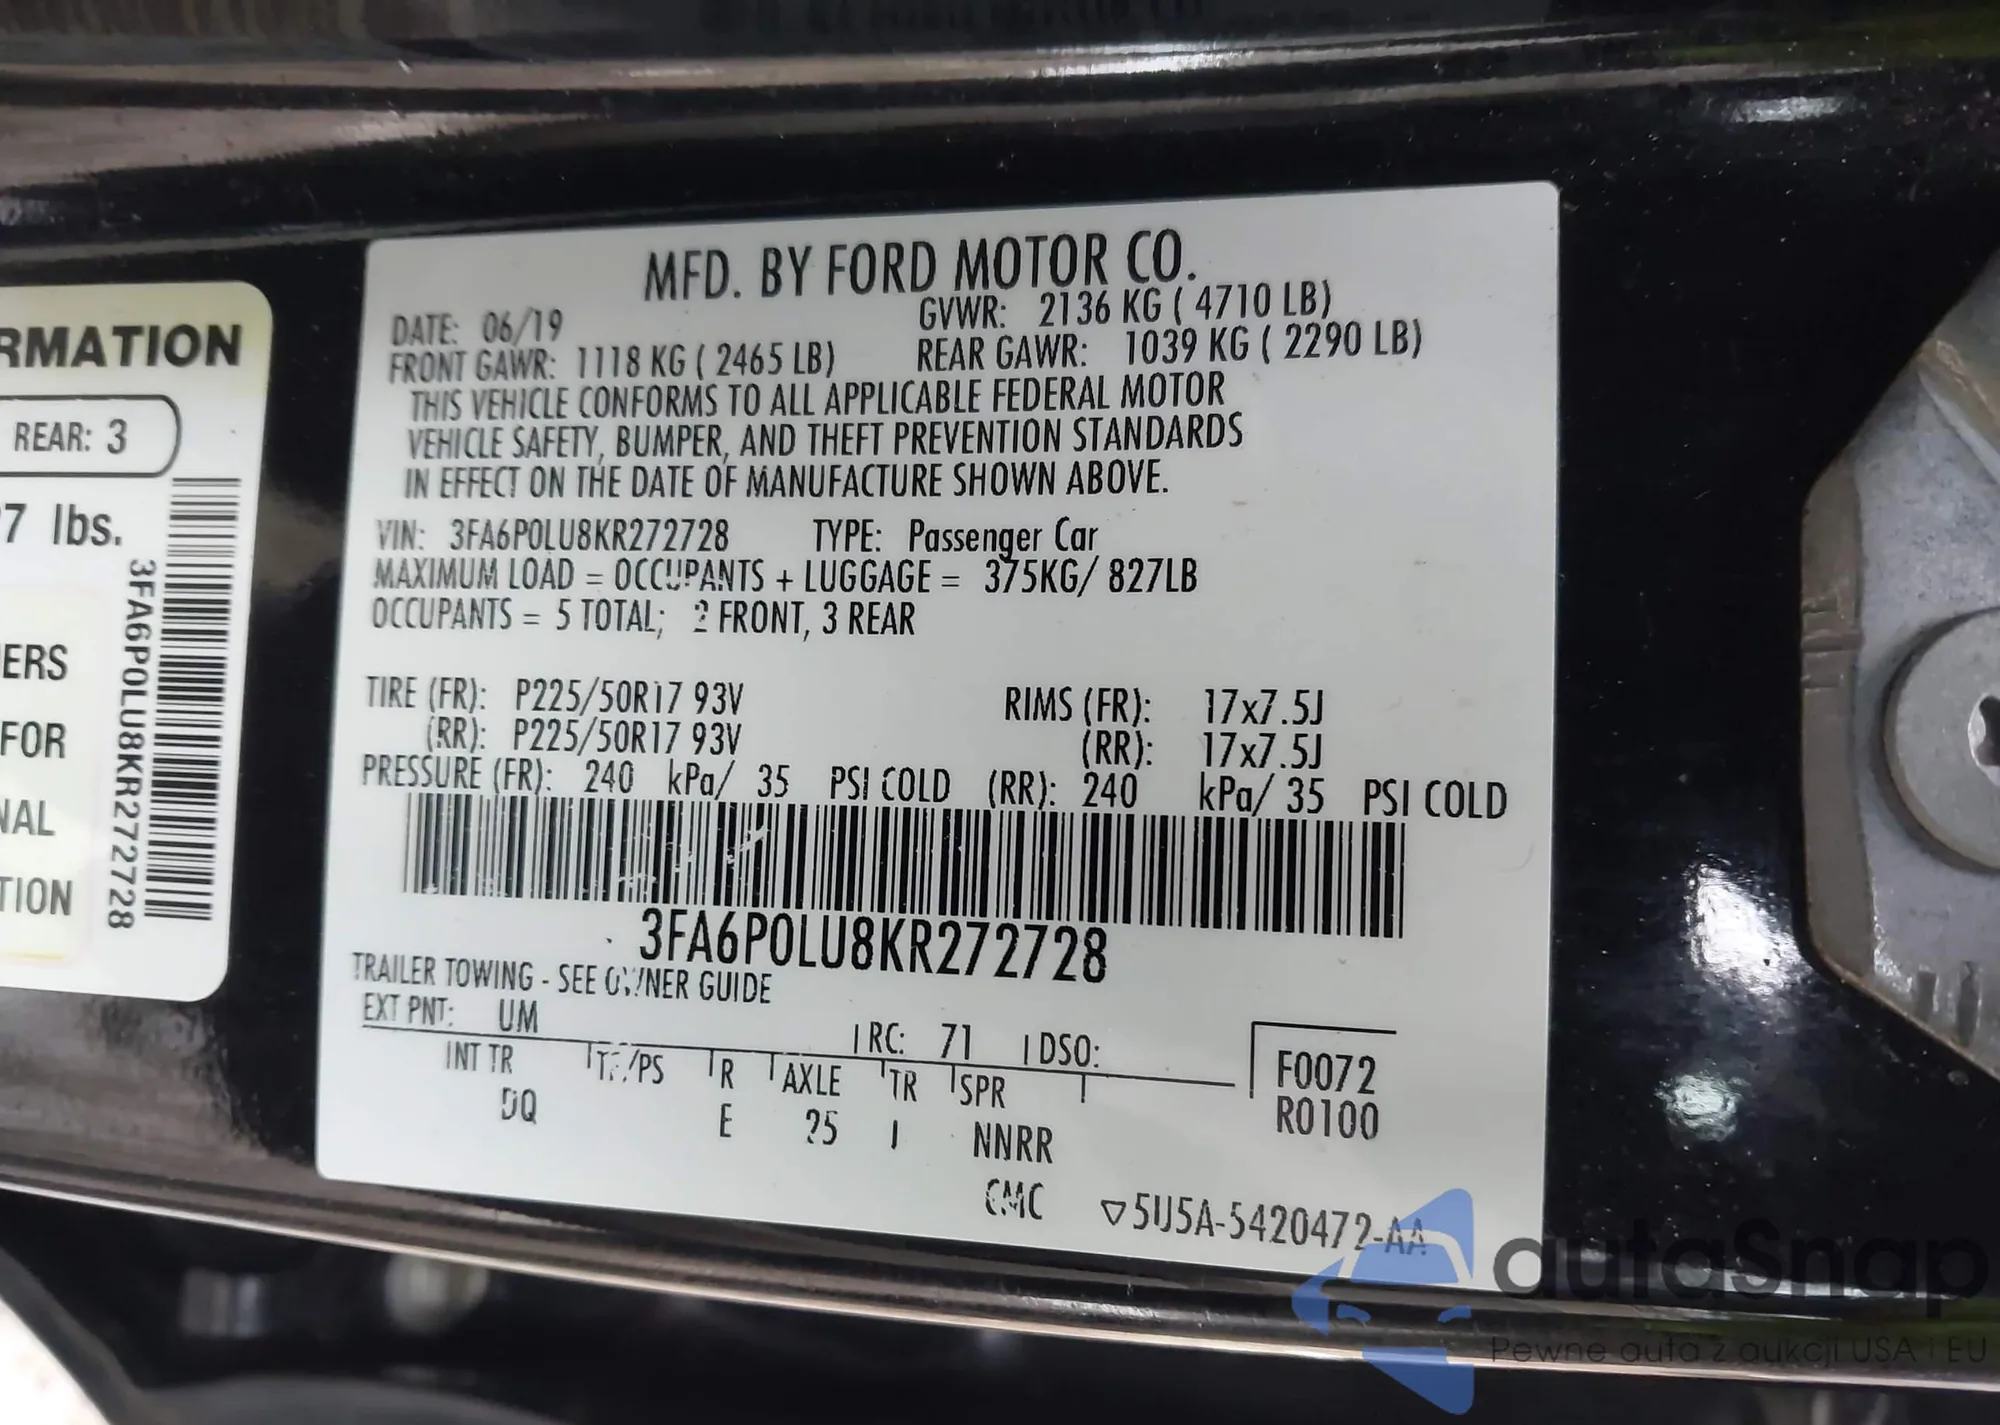 RMATION
REAR: 3
7 lbs.
3FA6P0LU8KR272728
ERS
FOR
NAL
TION
MFD. BY FORD MOTOR CO.
DATE: 06/19
GVWR: 2136 KG ( 4710 LB)
FRONT GAWR: 1118 KG ( 2465 LB)
REAR GAWR: 1039 KG ( 2290 LB)
THIS VEHICLE CONFORMS TO ALL APPLICABLE FEDERAL MOTOR
VEHICLE SAFETY, BUMPER, AND THEFT PREVENTION STANDARDS
IN EFFECT ON THE DATE OF MANUFACTURE SHOWN ABOVE.
VIN: 3FA6P0LU8KR272728 TYPE: Passenger Car
MAXIMUM LOAD = OCCUPANTS + LUGGAGE = 375KG/ 827LB
OCCUPANTS = 5 TOTAL; 2 FRONT, 3 REAR
TIRE (FR): P225/50R17 93V RIMS (FR): 17x7.5J
(RR): P225/50R17 93V (RR): 17x7.5J
PRESSURE (FR): 240 kPa/ 35 PSI COLD (RR): 240 kPa/ 35 PSI COLD
3FA6P0LU8KR272728
TRAILER TOWING - SEE OWNER GUIDE
EXT PNT: UM RC: 71 DSO:
F0072
R0100
INT TR TP/PS R AXLE TR SPR
DQ E 25 I NNRR
CMC 5U5A-5420472-AA
autaSnap
Pewne auta z aukcji USA i EU